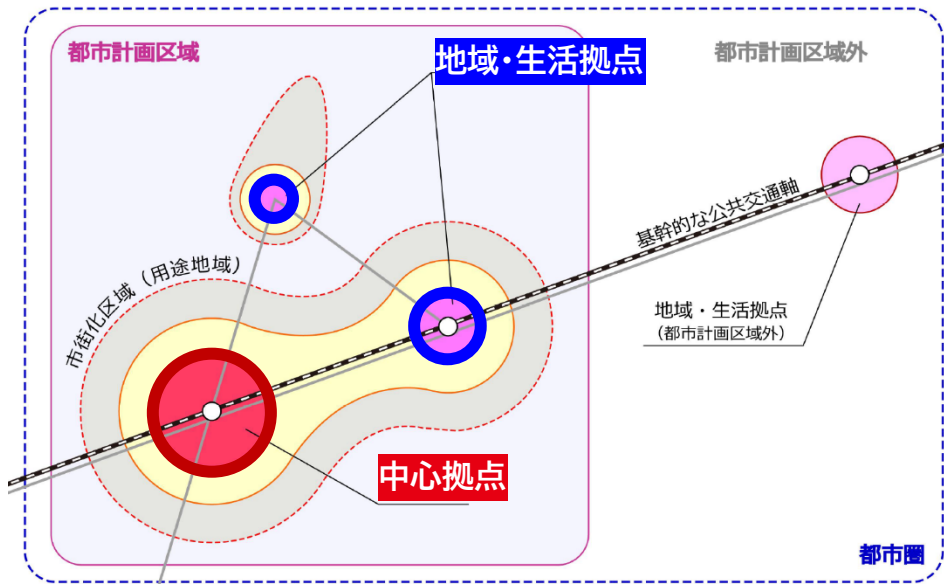 都市計画区域
地域・生活拠点
都市計画区域外
基幹的な公共交通軸
市街化区域（用途地域）
地域・生活拠点
（都市計画区域外）
中心拠点
都市圏